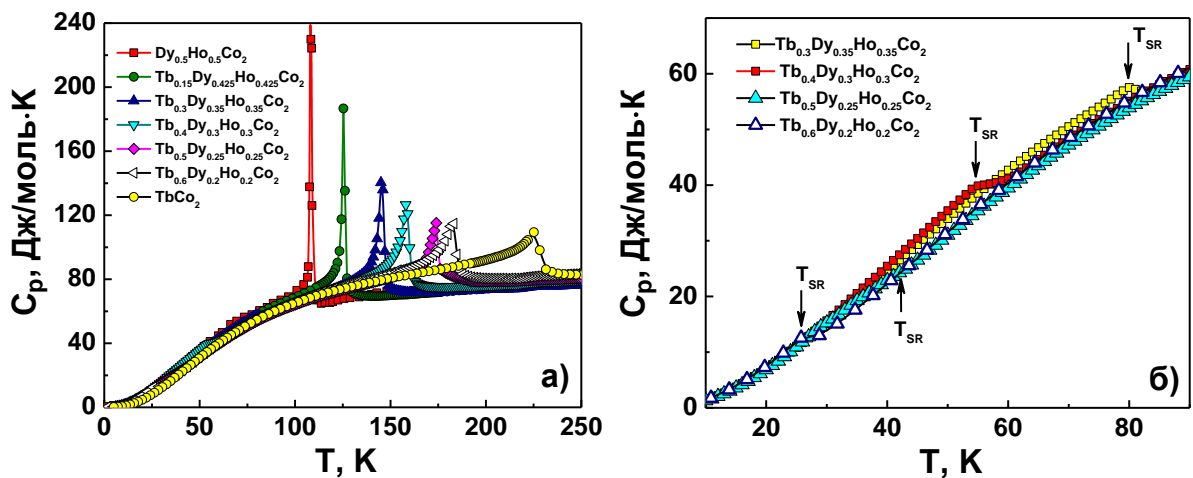 240
200
160
120
80
40
0
Cp, Дж/моль·К
Dy0.5Ho0.5Co2
Tb0.15Dy0.425Ho0.425Co2
Tb0.3Dy0.35Ho0.35Co2
Tb0.4Dy0.3Ho0.3Co2
Tb0.5Dy0.25Ho0.25Co2
Tb0.6Dy0.2Ho0.2Co2
TbCo2
а)
0 50 100 150 200 250
T, K
60
40
20
0
Cp, Дж/моль·К
Tb0.3Dy0.35Ho0.35Co2
Tb0.4Dy0.3Ho0.3Co2
Tb0.5Dy0.25Ho0.25Co2
Tb0.6Dy0.2Ho0.2Co2
TSR
TSR
TSR
TSR
б)
20 40 60 80
T, K